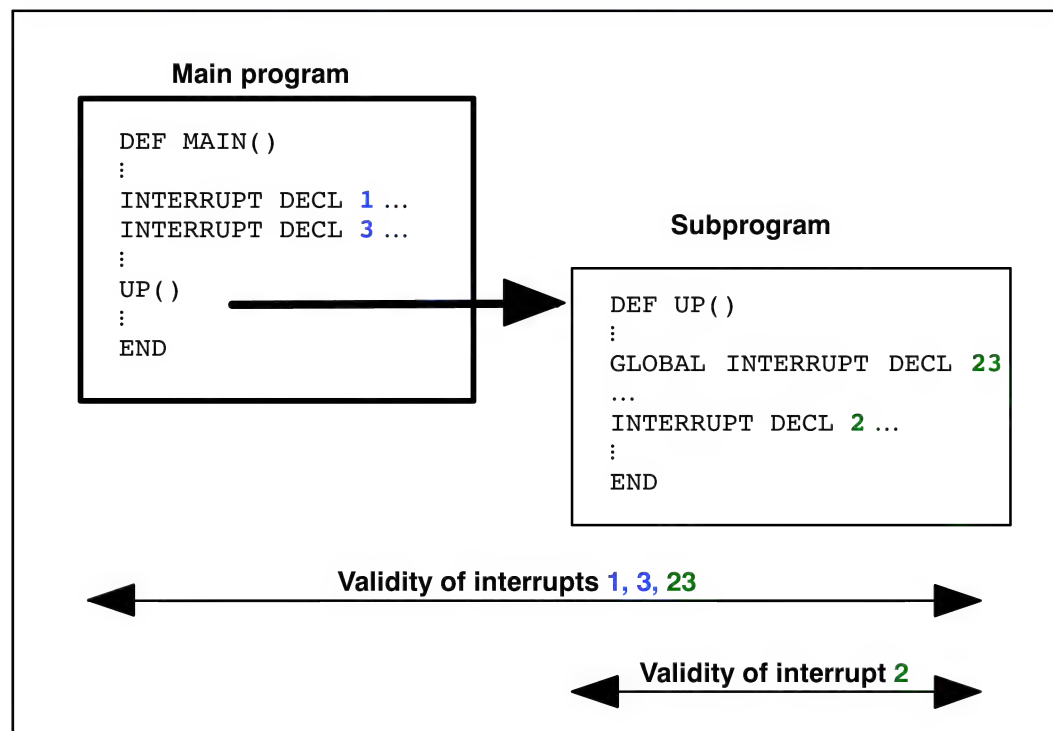 Main program
DEF MAIN()
⋮
INTERRUPT DECL 1 ...
INTERRUPT DECL 3 ...
⋮
UP()
⋮
END
Subprogram
DEF UP()
⋮
GLOBAL INTERRUPT DECL 23
...
INTERRUPT DECL 2 ...
⋮
END
Validity of interrupts 1, 3, 23
Validity of interrupt 2